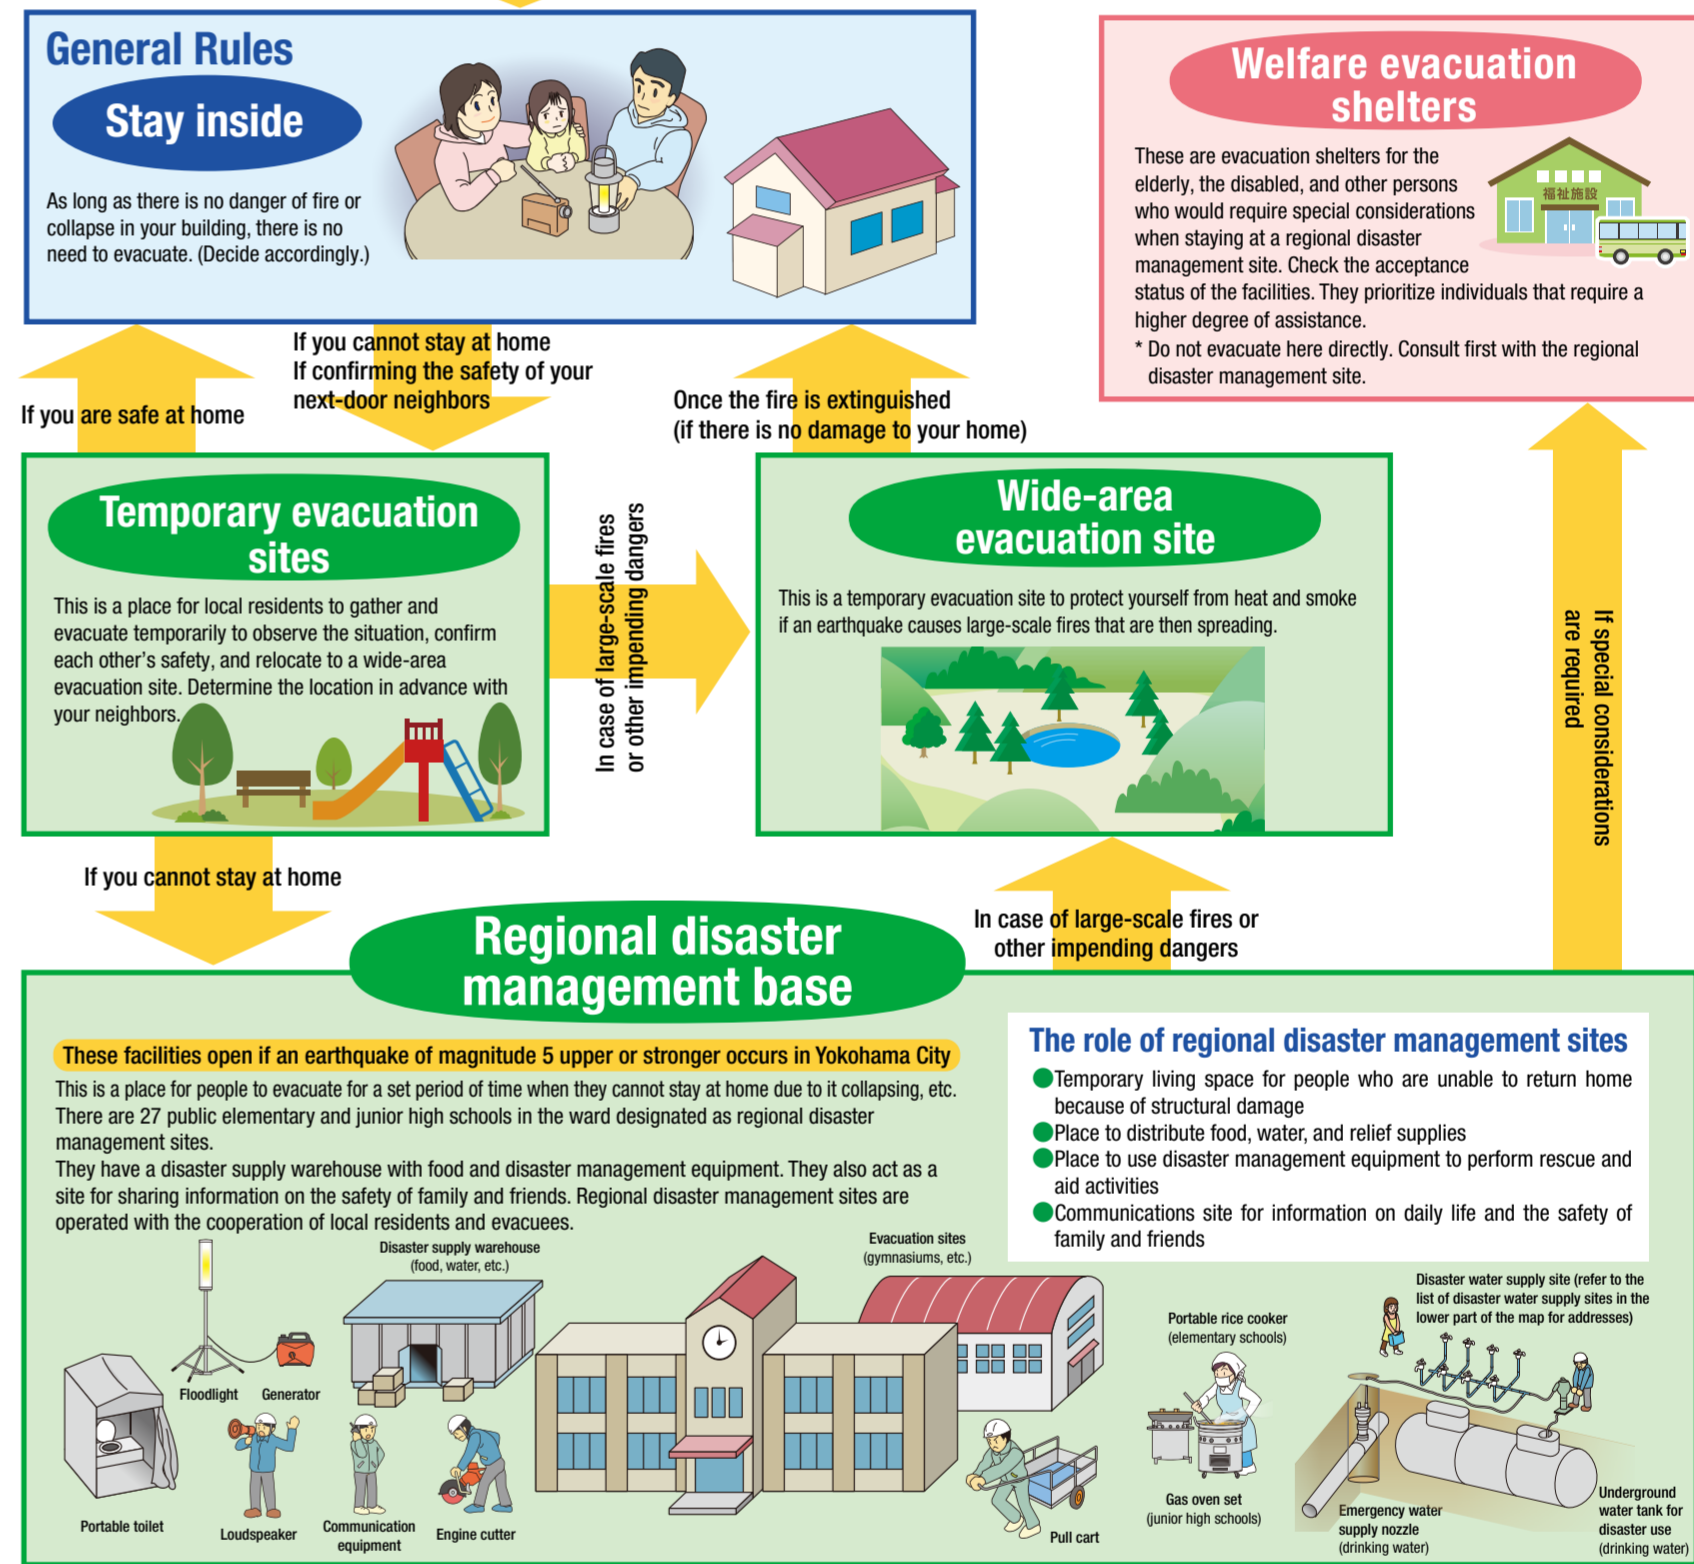 General Rules
Stay inside
As long as there is no danger of fire or
collapse in your building, there is no
need to evacuate. (Decide accordingly.)
Welfare evacuation
shelters
These are evacuation shelters for the
elderly, the disabled, and other persons
who would require special considerations
when staying at a regional disaster
management site. Check the acceptance
status of the facilities. They prioritize individuals that require a
higher degree of assistance.
* Do not evacuate here directly. Consult first with the regional
disaster management site.
福祉施設
If you are safe at home
If you cannot stay at home
If confirming the safety of your
next-door neighbors
Once the fire is extinguished
(if there is no damage to your home)
Temporary evacuation
sites
This is a place for local residents to gather and
evacuate temporarily to observe the situation, confirm
each other's safety, and relocate to a wide-area
evacuation site. Determine the location in advance with
your neighbors.
In case of large-scale fires
or other impending dangers
Wide-area
evacuation site
This is a temporary evacuation site to protect yourself from heat and smoke
if an earthquake causes large-scale fires that are then spreading.
If special considerations
are required
If you cannot stay at home
In case of large-scale fires or
other impending dangers
Regional disaster
management base
These facilities open if an earthquake of magnitude 5 upper or stronger occurs in Yokohama City
This is a place for people to evacuate for a set period of time when they cannot stay at home due to it collapsing, etc.
There are 27 public elementary and junior high schools in the ward designated as regional disaster
management sites.
They have a disaster supply warehouse with food and disaster management equipment. They also act as a
site for sharing information on the safety of family and friends. Regional disaster management sites are
operated with the cooperation of local residents and evacuees.
The role of regional disaster management sites
●Temporary living space for people who are unable to return home
because of structural damage
●Place to distribute food, water, and relief supplies
●Place to use disaster management equipment to perform rescue and
aid activities
●Communications site for information on daily life and the safety of
family and friends
Disaster supply warehouse
(food, water, etc.)
Evacuation sites
(gymnasiums, etc.)
Floodlight
Generator
Portable toilet
Loudspeaker
Communication
equipment
Engine cutter
Pull cart
Portable rice cooker
(elementary schools)
Gas oven set
(junior high schools)
Disaster water supply site (refer to the
list of disaster water supply sites in the
lower part of the map for addresses)
Emergency water
supply nozzle
(drinking water)
Underground
water tank for
disaster use
(drinking water)